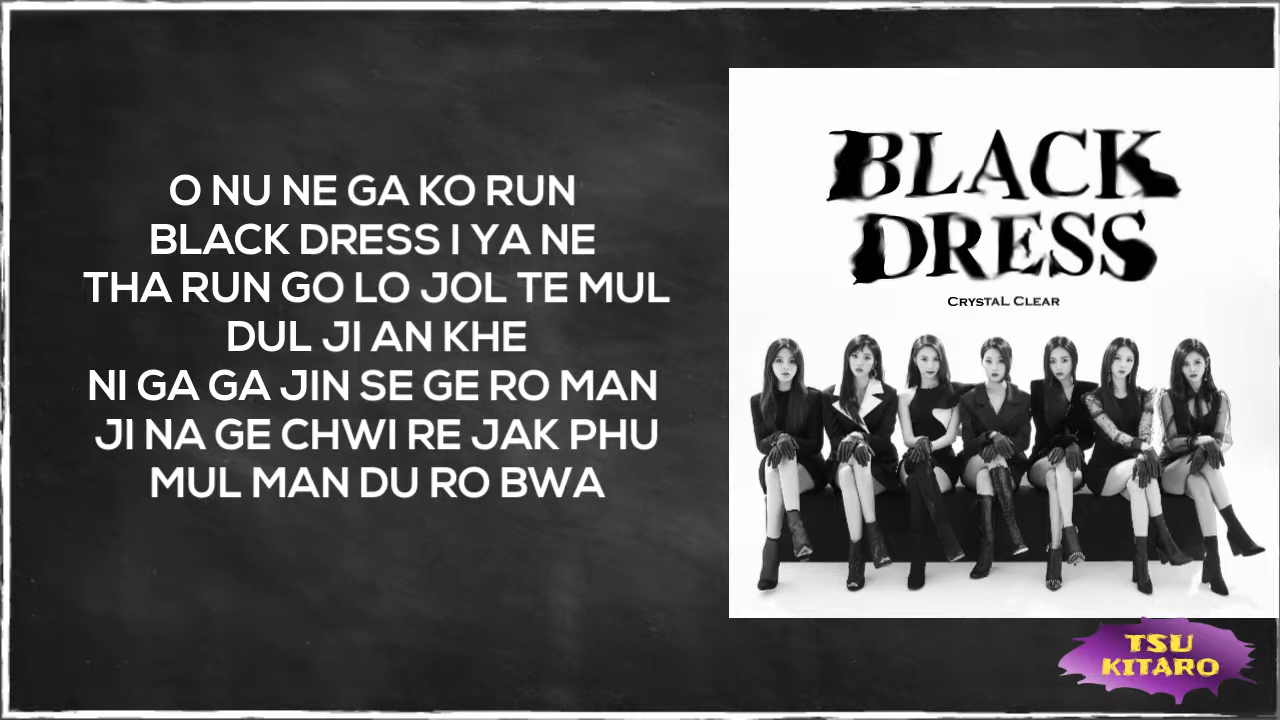 O NU NE GA KO RUN
BLACK DRESS I YA NE
THA RUN GO LO JOL TE MUL
DUL JI AN KHE
NI GA GA JIN SE GE RO MAN
JI NA GE CHWI RE JAK PHU
MUL MAN DU RO BWA
BLACK
DRESS
CRYSTAL CLEAR
TSU
KITARO